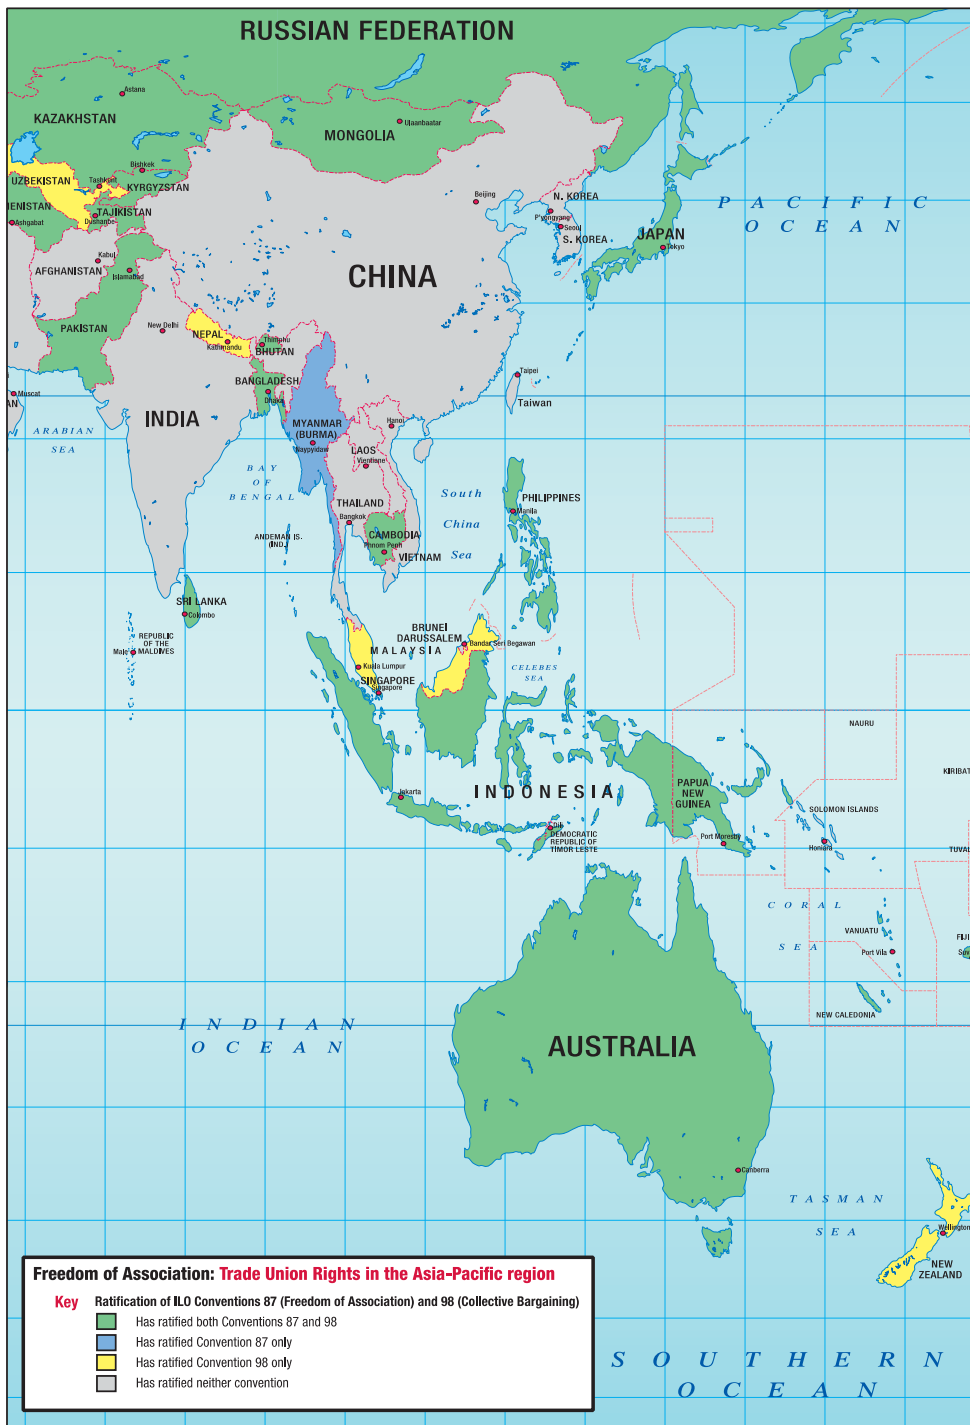 RUSSIAN FEDERATION
Astana
KAZAKHSTAN
Ulaanbaatar
MONGOLIA
Bishkek
UZBEKISTAN
Tashkent
KYRGYZSTAN
Beijing
N. KOREA
ENISTAN
TAJIKISTAN
Dushanbe
Ashgabat
P'yongyang
Seoul
S. KOREA
JAPAN
Tokyo
PACIFIC
OCEAN
Kabul
AFGHANISTAN
Islamabad
CHINA
PAKISTAN
New Delhi
NEPAL
Kathmandu
Thimphu
BHUTAN
Taipei
Taiwan
BANGLADESH
Dhaka
Muscat
AN
INDIA
ARABIAN
SEA
MYANMAR
(BURMA)
Naypyidaw
Hanoi
LAOS
Vientiane
BAY
OF
BENGAL
THAILAND
Bangkok
South
China
Sea
PHILIPPINES
Manila
ANDEMAN IS.
(IND.)
CAMBODIA
Phnom Penh
VIETNAM
SRI LANKA
Colombo
REPUBLIC
OF THE
MALDIVES
Male
BRUNEI
DARUSSALEM
Bandar Seri Begawan
MALAYSIA
Kuala Lumpur
SINGAPORE
Singapore
CELEBES
SEA
NAURU
KIRIBAT
INDONESIA
Jakarta
PAPUA
NEW
GUINEA
SOLOMON ISLANDS
Dili
DEMOCRATIC
REPUBLIC OF
TIMOR LESTE
Port Moresby
Honiara
TUVAL
CORAL
SEA
VANUATU
Port Vila
FIJI
Suv
NEW CALEDONIA
INDIAN
OCEAN
AUSTRALIA
Canberra
TASMAN
SEA
Wellington
NEW
ZEALAND
SOUTHERN
OCEAN
Freedom of Association: Trade Union Rights in the Asia-Pacific region
Key Ratification of ILO Conventions 87 (Freedom of Association) and 98 (Collective Bargaining)
Has ratified both Conventions 87 and 98
Has ratified Convention 87 only
Has ratified Convention 98 only
Has ratified neither convention